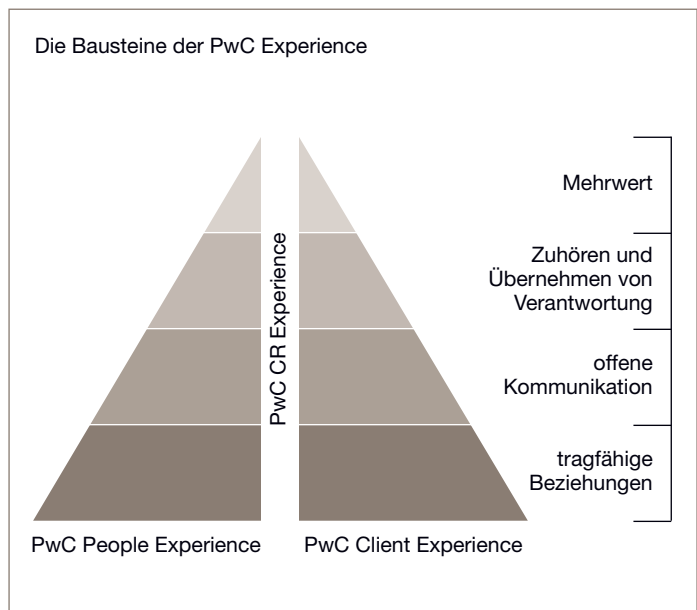 Die Bausteine der PwC Experience
Mehrwert
Zuhören und
Übernehmen von
Verantwortung
PwC CR Experience
offene
Kommunikation
tragfähige
Beziehungen
PwC People Experience
PwC Client Experience